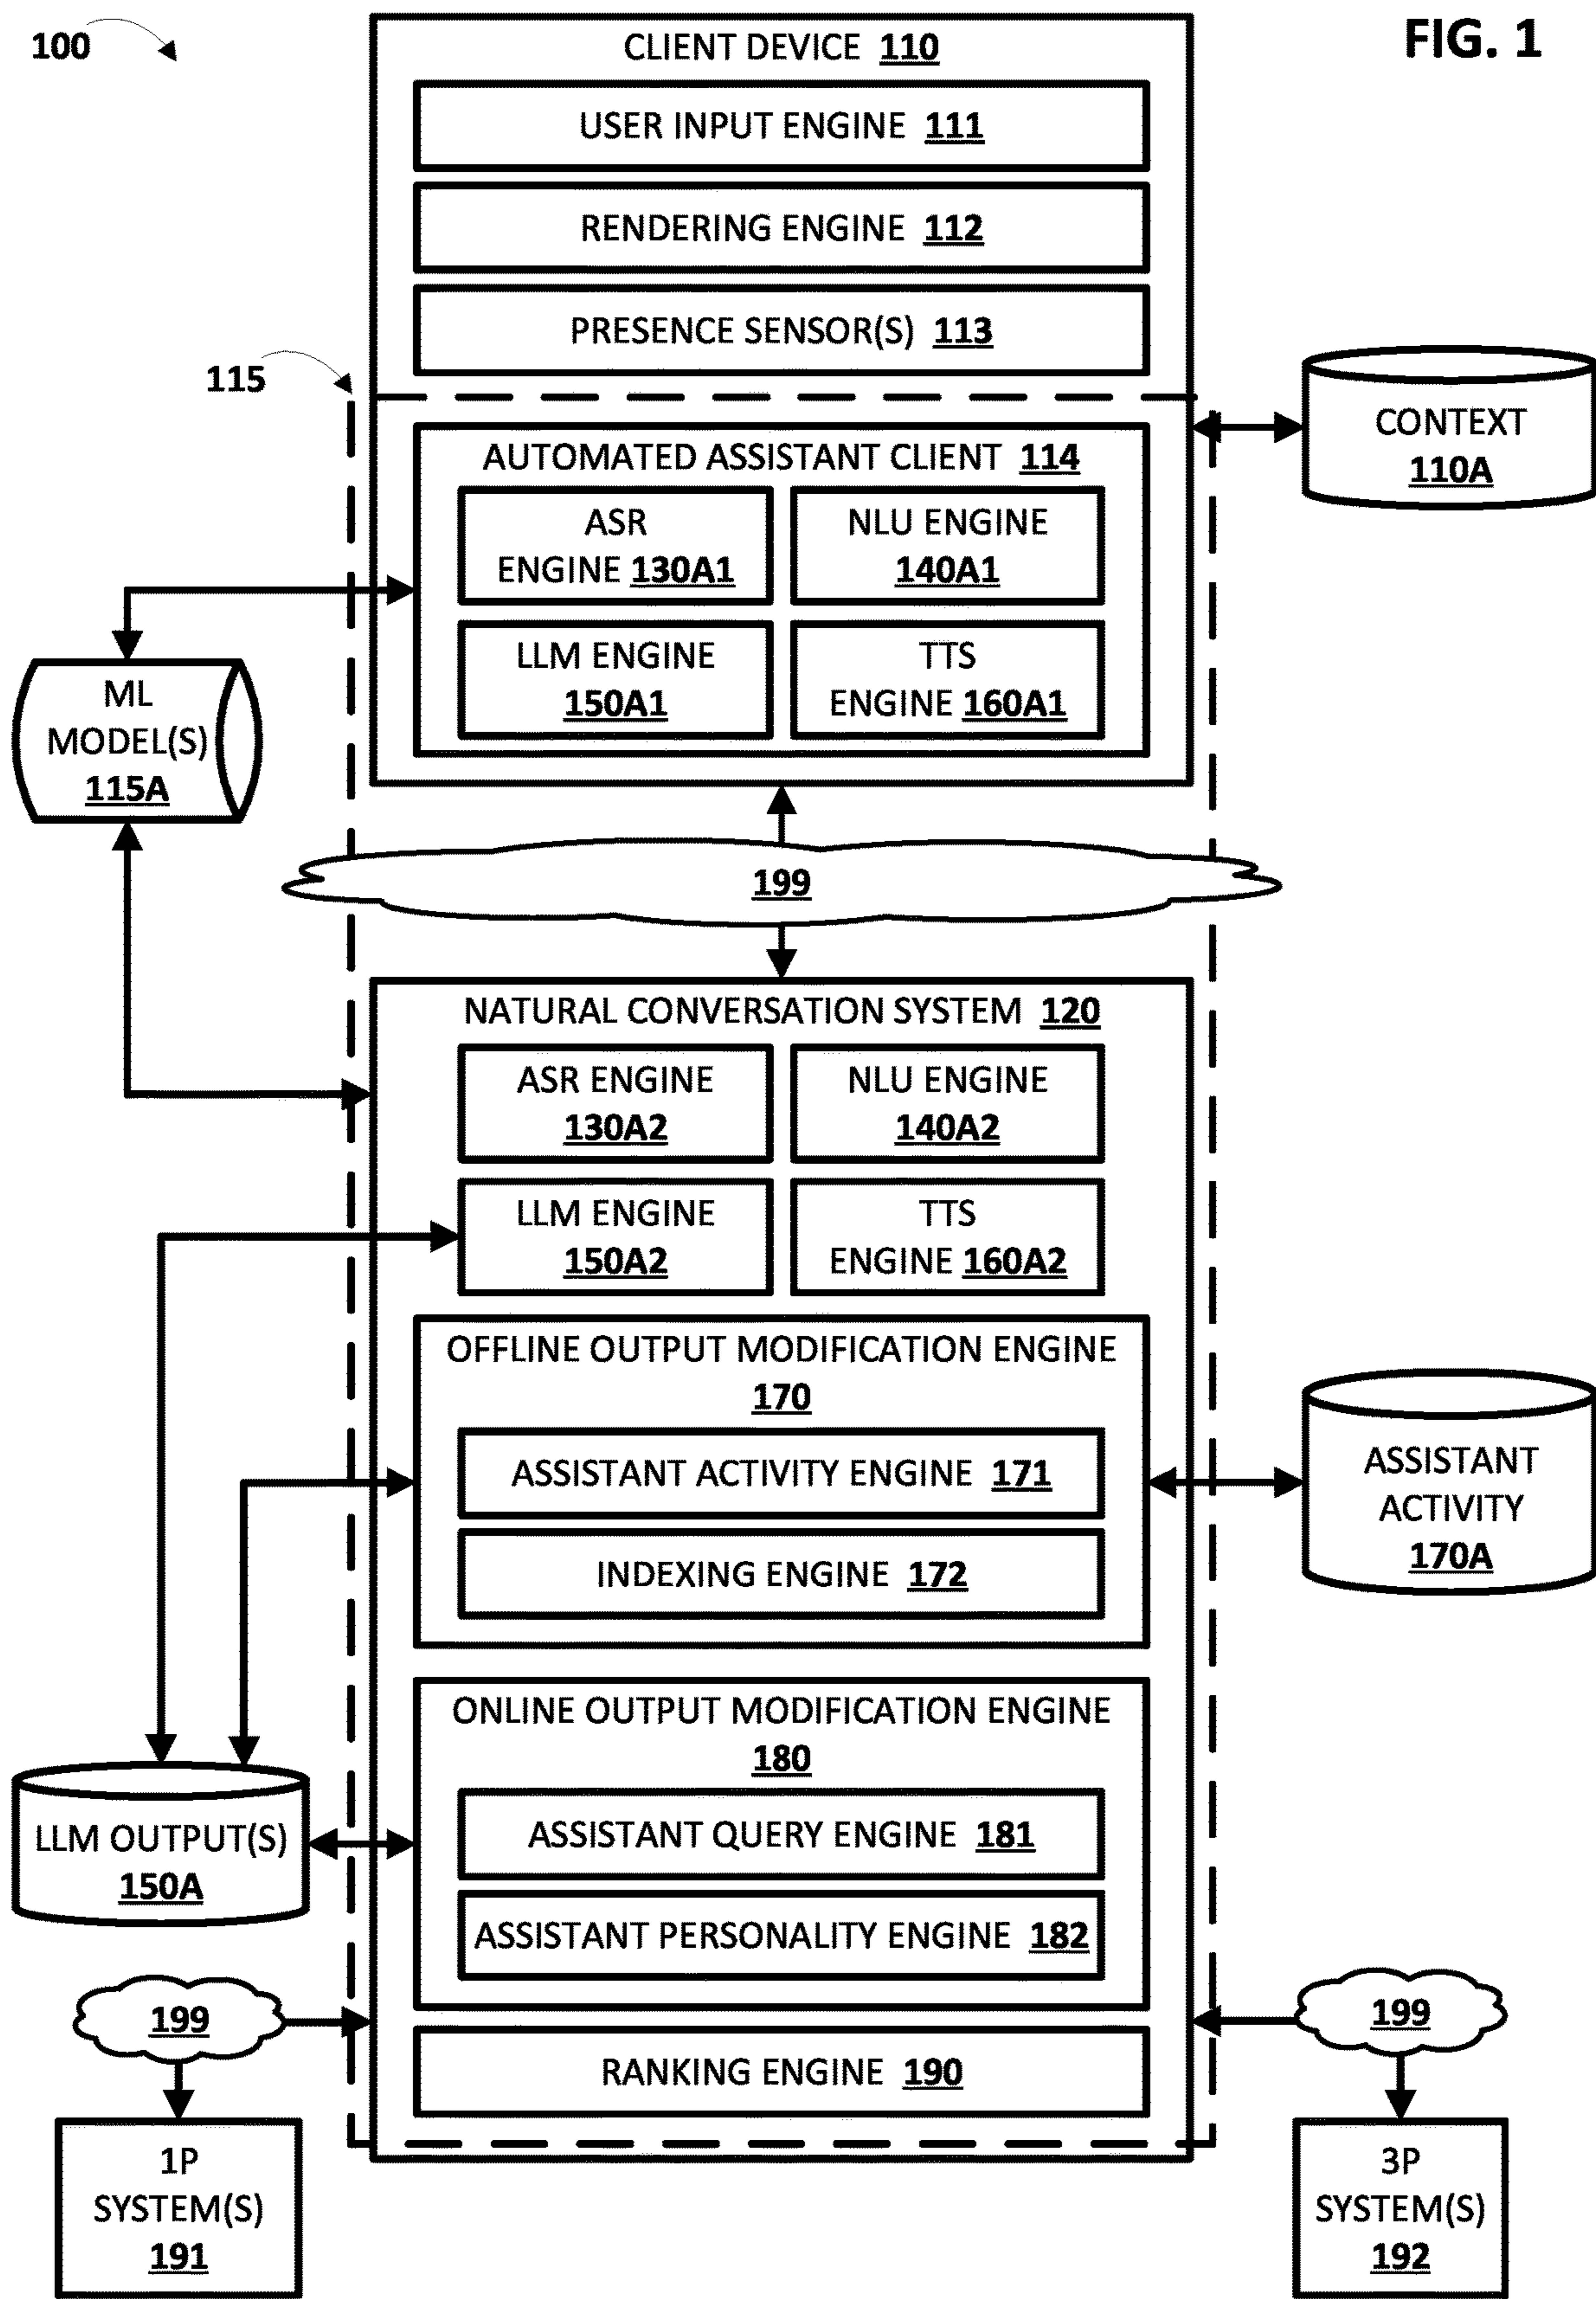 100
FIG. 1
CLIENT DEVICE 110
USER INPUT ENGINE 111
RENDERING ENGINE 112
PRESENCE SENSOR(S) 113
115
CONTEXT
110A
AUTOMATED ASSISTANT CLIENT 114
ASR
ENGINE 130A1
NLU ENGINE
140A1
LLM ENGINE
150A1
TTS
ENGINE 160A1
ML
MODEL(S)
115A
199
NATURAL CONVERSATION SYSTEM 120
ASR ENGINE
130A2
NLU ENGINE
140A2
LLM ENGINE
150A2
TTS
ENGINE 160A2
OFFLINE OUTPUT MODIFICATION ENGINE
170
ASSISTANT ACTIVITY ENGINE 171
INDEXING ENGINE 172
ASSISTANT
ACTIVITY
170A
ONLINE OUTPUT MODIFICATION ENGINE
180
ASSISTANT QUERY ENGINE 181
ASSISTANT PERSONALITY ENGINE 182
LLM OUTPUT(S)
150A
199
199
RANKING ENGINE 190
1P
SYSTEM(S)
191
3P
SYSTEM(S)
192